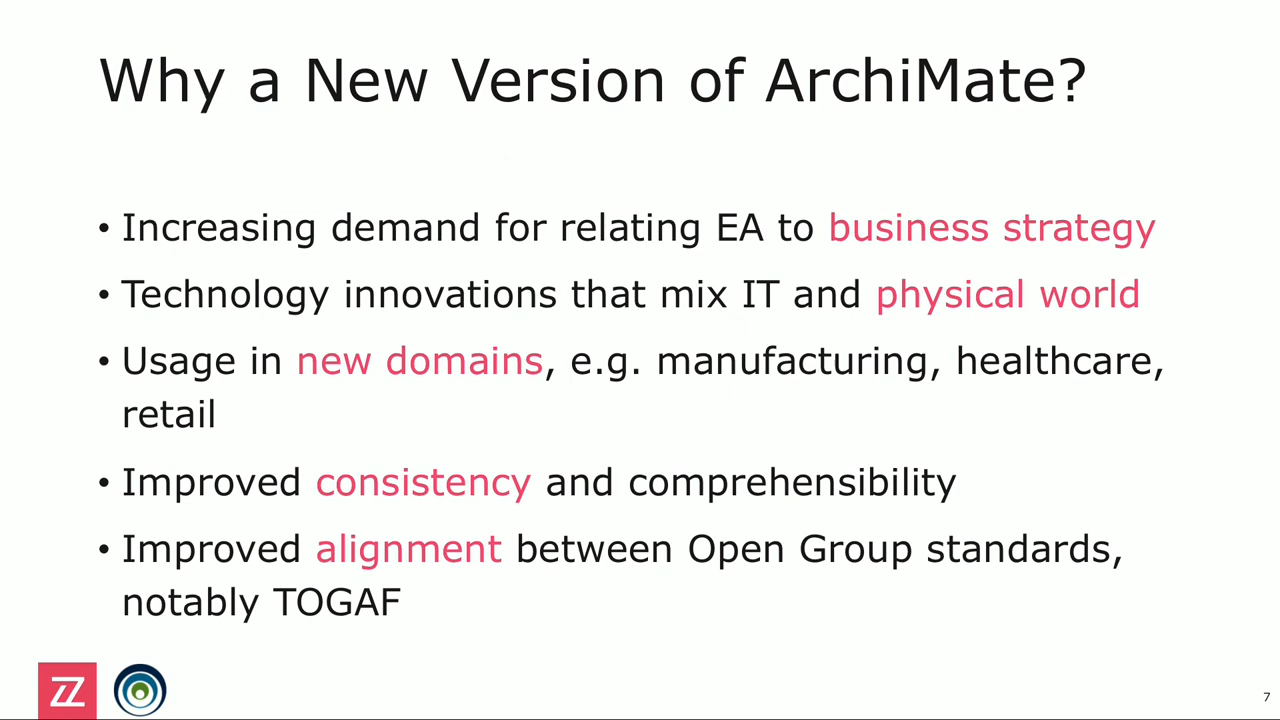 Why a New Version of ArchiMate?
• Increasing demand for relating EA to business strategy
• Technology innovations that mix IT and physical world
• Usage in new domains, e.g. manufacturing, healthcare,
retail
• Improved consistency and comprehensibility
• Improved alignment between Open Group standards,
notably TOGAF
7